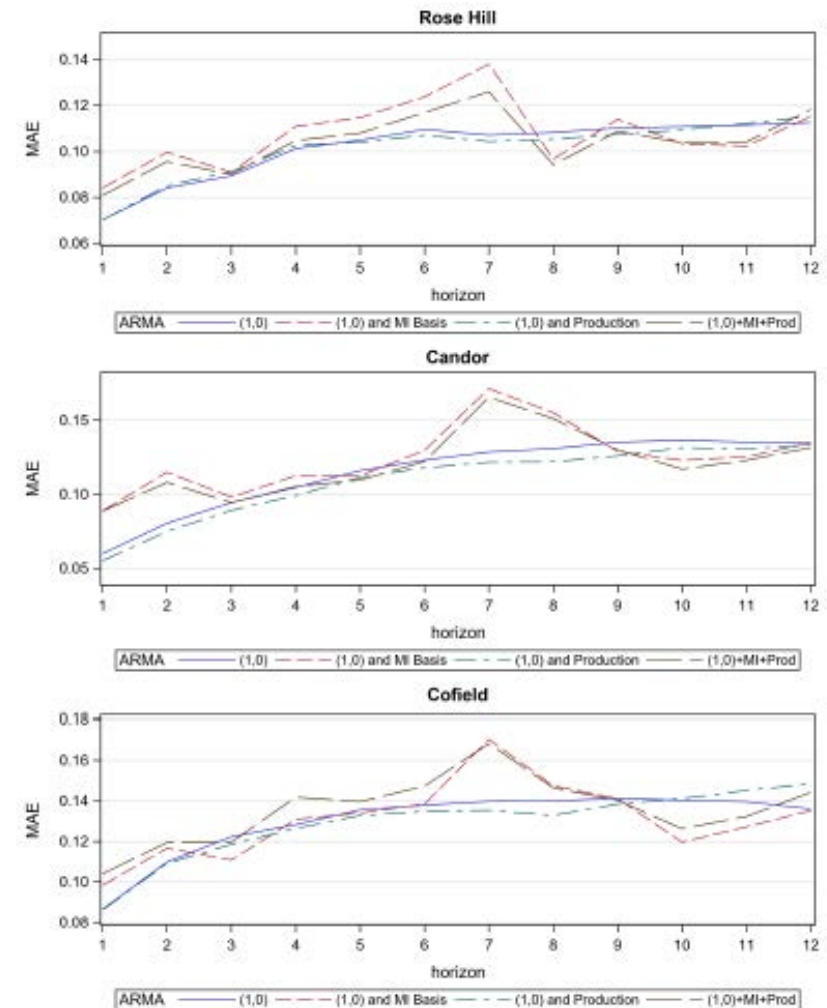 Rose Hill
0.14
0.12
0.10
0.08
0.06
MAE
1 2 3 4 5 6 7 8 9 10 11 12
horizon
ARMA (1,0) (1,0) and MI Basis (1,0) and Production (1,0)+MI+Prod
Candor
0.15
0.10
0.05
MAE
1 2 3 4 5 6 7 8 9 10 11 12
horizon
ARMA (1,0) (1,0) and MI Basis (1,0) and Production (1,0)+MI+Prod
Cofield
0.18
0.16
0.14
0.12
0.10
0.08
MAE
1 2 3 4 5 6 7 8 9 10 11 12
horizon
ARMA (1,0) (1,0) and MI Basis (1,0) and Production (1,0)+MI+Prod